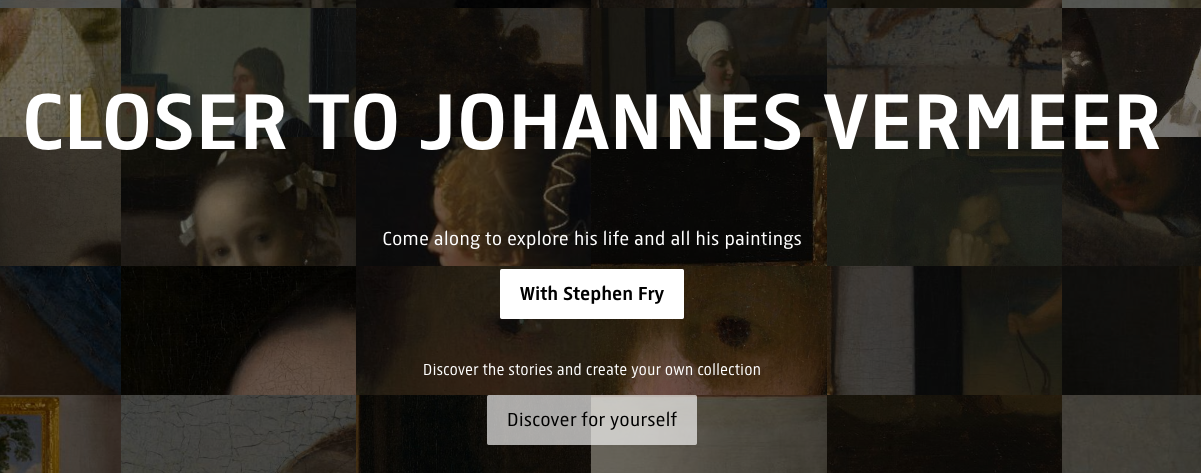 CLOSER TO JOHANNES VERMEER
Come along to explore his life and all his paintings
With Stephen Fry
Discover the stories and create your own collection
Discover for yourself